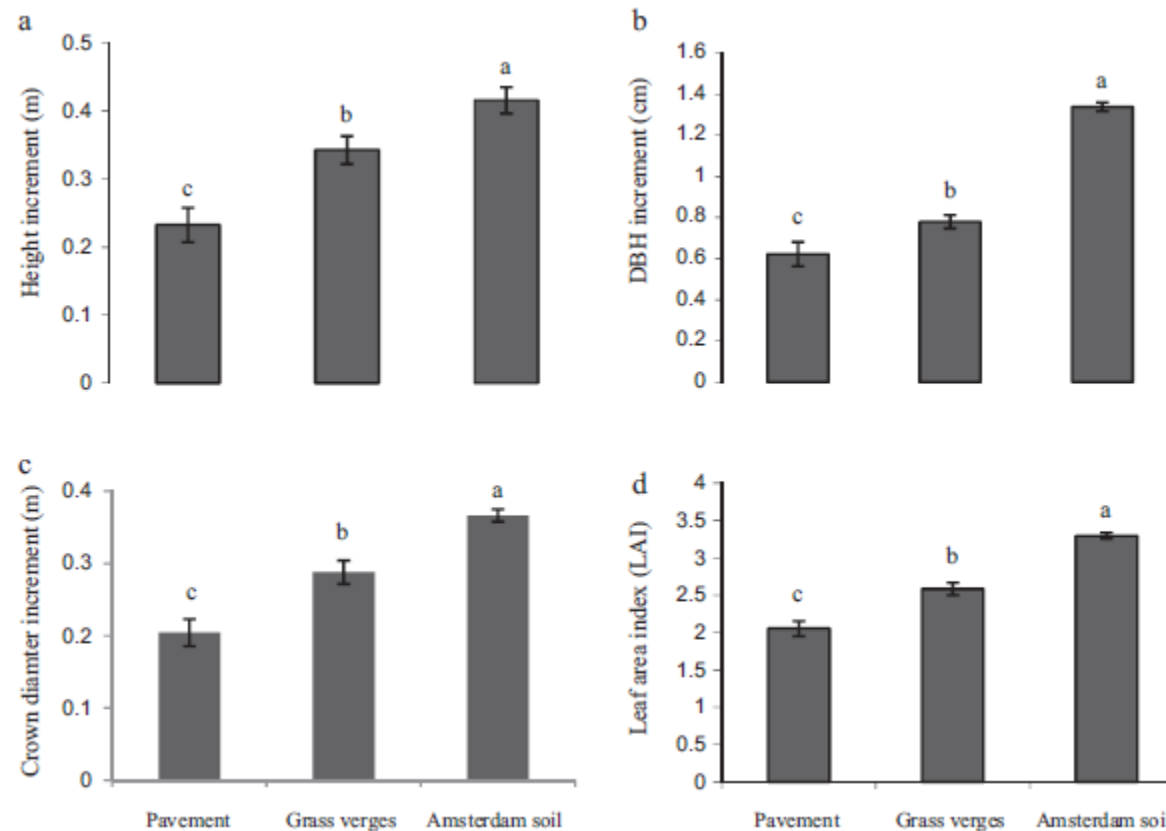 a
Height increment (m)
0.5
0.4
0.3
0.2
0.1
0
c
b
a
b
DBH increment (cm)
1.6
1.4
1.2
1
0.8
0.6
0.4
0.2
0
c
b
a
c
Crown diamter increment (m)
0.4
0.3
0.2
0.1
0
c
b
a
Pavement Grass verges Amsterdam soil
d
Leaf area index (LAI)
4
3.5
3
2.5
2
1.5
1
0.5
0
c
b
a
Pavement Grass verges Amsterdam soil